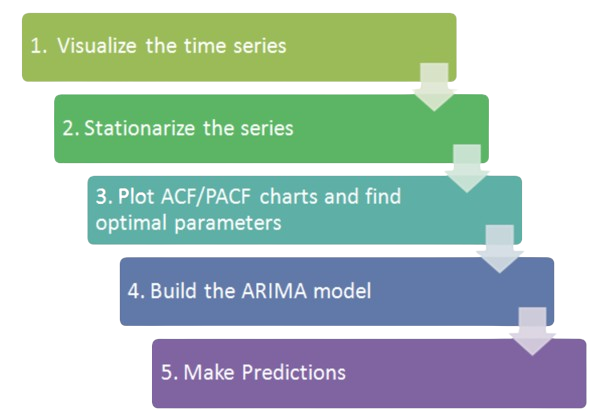 1. Visualize the time series
2. Stationarize the series
3. Plot ACF/PACF charts and find
optimal parameters
4. Build the ARIMA model
5. Make Predictions